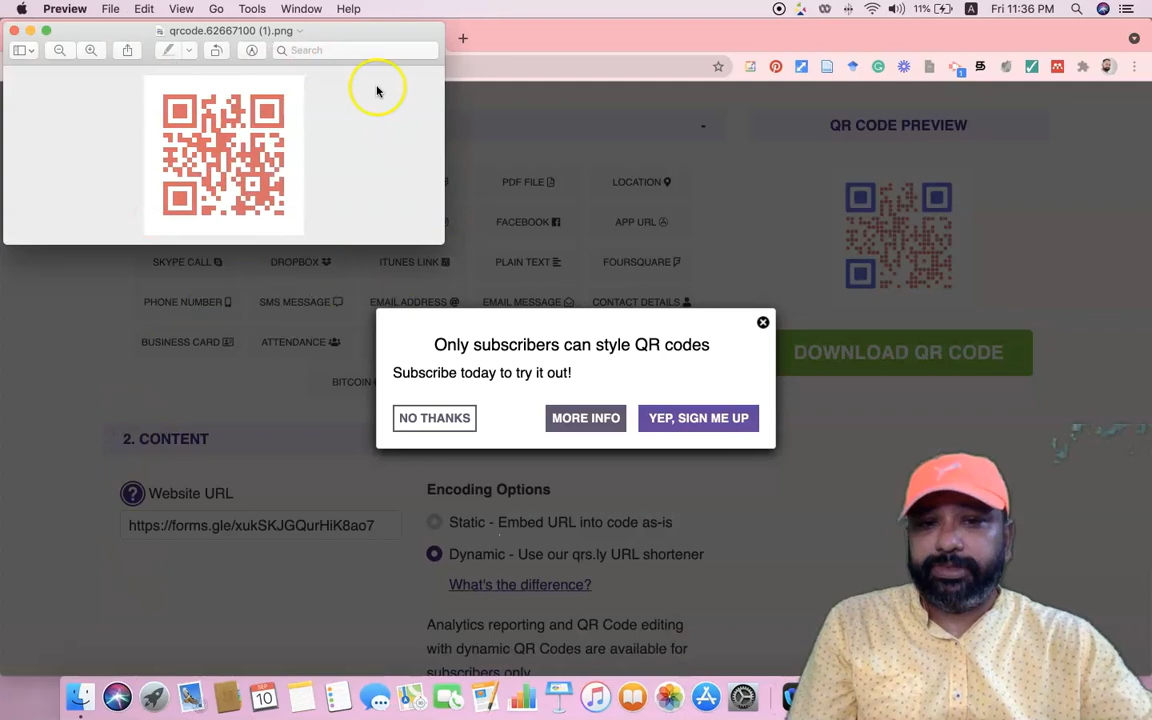 Preview File Edit View Go Tools Window Help 11% Fri 11:36 PM
qrcode.62667100 (1).png
Search
QR CODE PREVIEW
PDF FILE LOCATION
FACEBOOK APP URL
SKYPE CALL DROPBOX ITUNES LINK PLAIN TEXT FOURSQUARE
PHONE NUMBER SMS MESSAGE EMAIL ADDRESS EMAIL MESSAGE CONTACT DETAILS
BUSINESS CARD ATTENDANCE
BITCOIN
DOWNLOAD QR CODE
Only subscribers can style QR codes
Subscribe today to try it out!
NO THANKS MORE INFO YEP, SIGN ME UP
2. CONTENT
Website URL
https://forms.gle/xukSKJGQurHiK8ao7
Encoding Options
Static - Embed URL into code as-is
Dynamic - Use our qrs.ly URL shortener
What's the difference?
Analytics reporting and QR Code editing
with dynamic QR Codes are available for
subscribers only.
SEP
10